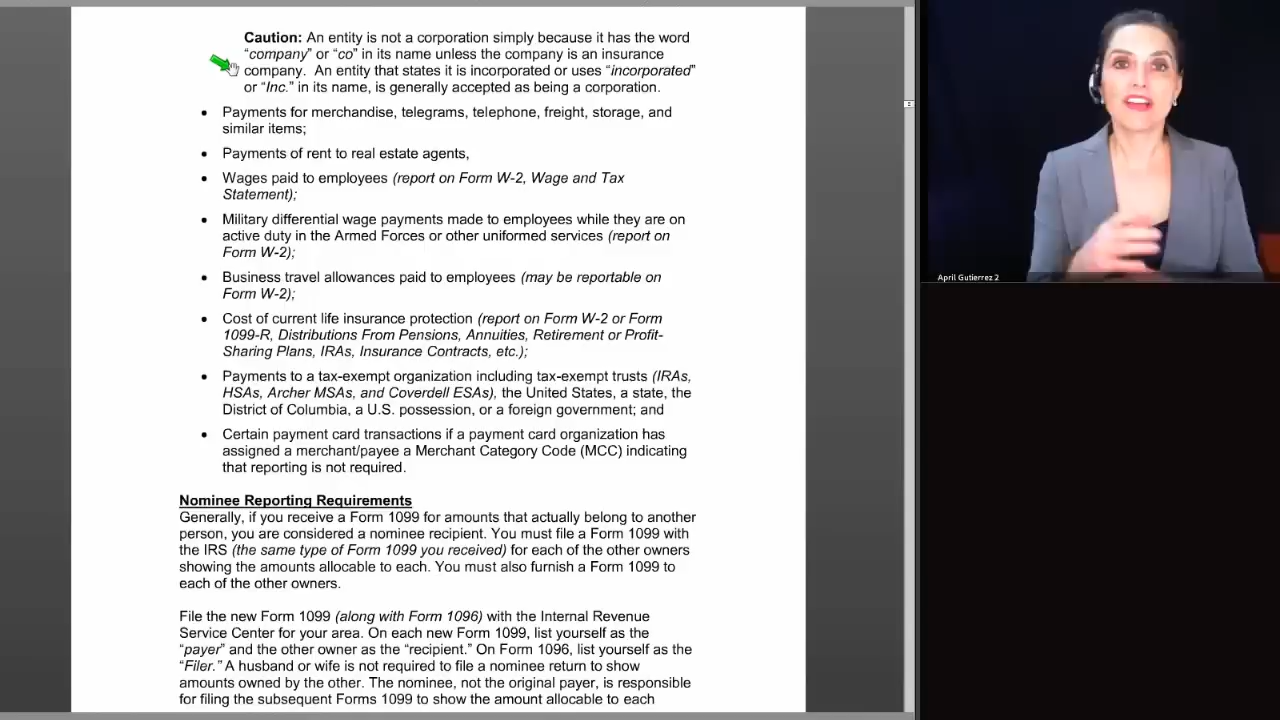 Caution: An entity is not a corporation simply because it has the word
“company” or “co” in its name unless the company is an insurance
company.  An entity that states it is incorporated or uses “incorporated”
or “Inc.” in its name, is generally accepted as being a corporation.
• Payments for merchandise, telegrams, telephone, freight, storage, and
similar items;
• Payments of rent to real estate agents,
• Wages paid to employees (report on Form W-2, Wage and Tax
Statement);
• Military differential wage payments made to employees while they are on
active duty in the Armed Forces or other uniformed services (report on
Form W-2);
• Business travel allowances paid to employees (may be reportable on
Form W-2);
• Cost of current life insurance protection (report on Form W-2 or Form
1099-R, Distributions From Pensions, Annuities, Retirement or Profit-
Sharing Plans, IRAs, Insurance Contracts, etc.);
• Payments to a tax-exempt organization including tax-exempt trusts (IRAs,
HSAs, Archer MSAs, and Coverdell ESAs), the United States, a state, the
District of Columbia, a U.S. possession, or a foreign government; and
• Certain payment card transactions if a payment card organization has
assigned a merchant/payee a Merchant Category Code (MCC) indicating
that reporting is not required.
Nominee Reporting Requirements
Generally, if you receive a Form 1099 for amounts that actually belong to another
person, you are considered a nominee recipient. You must file a Form 1099 with
the IRS (the same type of Form 1099 you received) for each of the other owners
showing the amounts allocable to each. You must also furnish a Form 1099 to
each of the other owners.
File the new Form 1099 (along with Form 1096) with the Internal Revenue
Service Center for your area. On each new Form 1099, list yourself as the
“payer” and the other owner as the “recipient.” On Form 1096, list yourself as the
“Filer.” A husband or wife is not required to file a nominee return to show
amounts owned by the other. The nominee, not the original payer, is responsible
for filing the subsequent Forms 1099 to show the amount allocable to each
April Gutierrez 2